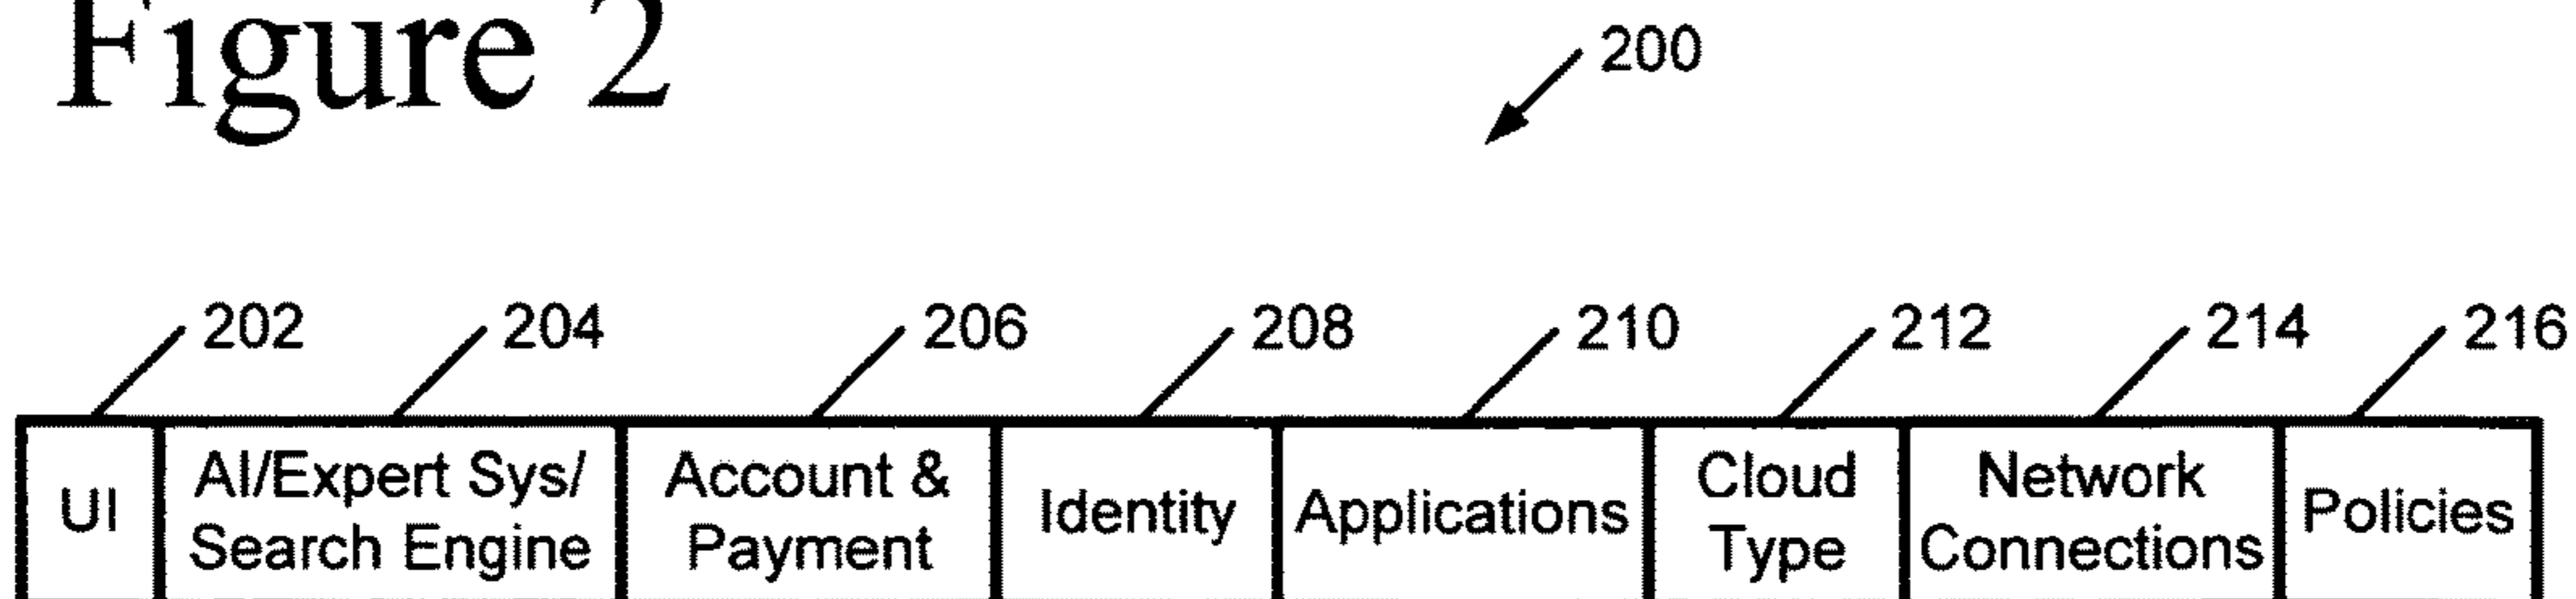 Figure 2
200
202 204 206 208 210 212 214 216
UI
AI/Expert Sys/
Search Engine
Account &
Payment
Identity
Applications
Cloud
Type
Network
Connections
Policies